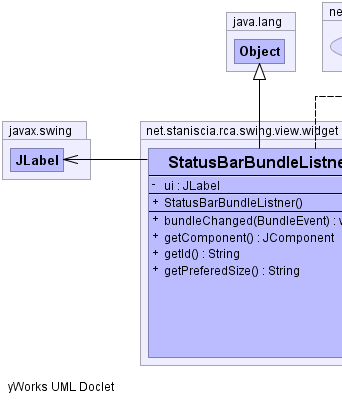 java.lang
ne
Object
javax.swing
net.staniscia.rca.swing.view.widget
JLabel
StatusBarBundleListne
- ui : JLabel
+ StatusBarBundleListner()
+ bundleChanged(BundleEvent) : v
+ getComponent() : JComponent
+ getId() : String
+ getPreferedSize() : String
yWorks UML Doclet